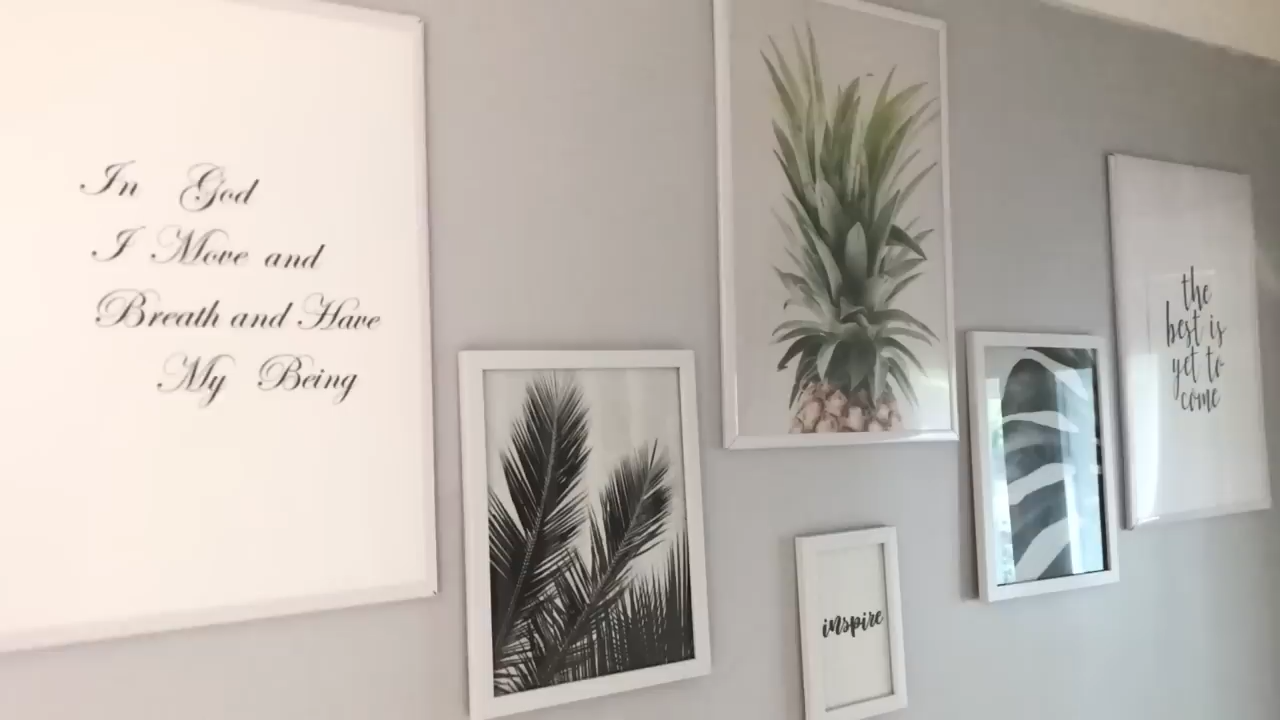 In God
I Move and
Breath and Have
My Being
inspire
the
best is
yet to
come